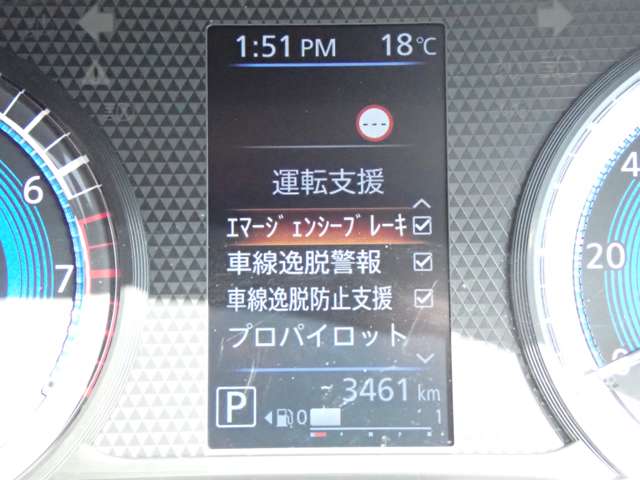 1:51 PM 18℃
---
運転支援
ｴﾏｰｼﾞｪﾝｼｰﾌﾞﾚｰｷ
車線逸脱警報
車線逸脱防止支援
プロパイロット
3461 km
P
0 1
6
7
4
20
0